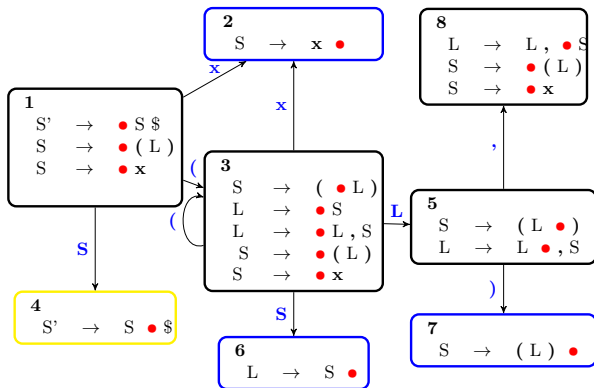 1
S' → • S $
S → • ( L )
S → • x
x
(
(
S
2
S → x •
x
3
S → ( • L )
L → • S
L → • L , S
S → • ( L )
S → • x
L
S
4
S' → S • $
5
S → ( L • )
L → L • , S
,
)
6
L → S •
7
S → ( L ) •
8
L → L , • S
S → • ( L )
S → • x